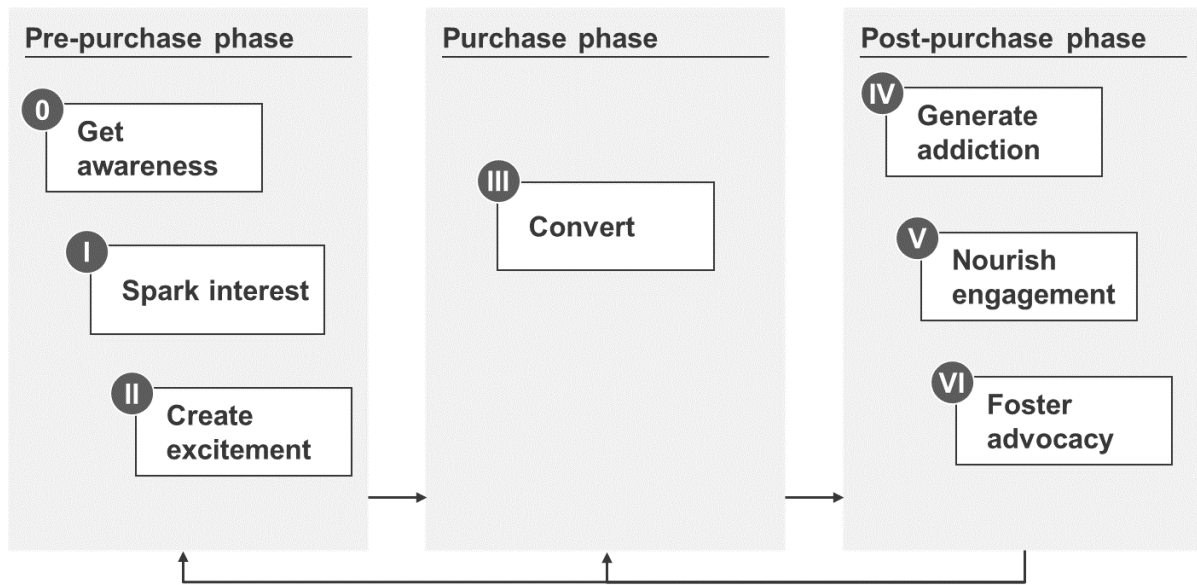 Pre-purchase phase
0
Get
awareness
I
Spark interest
II
Create
excitement
Purchase phase
III
Convert
Post-purchase phase
IV
Generate
addiction
V
Nourish
engagement
VI
Foster
advocacy